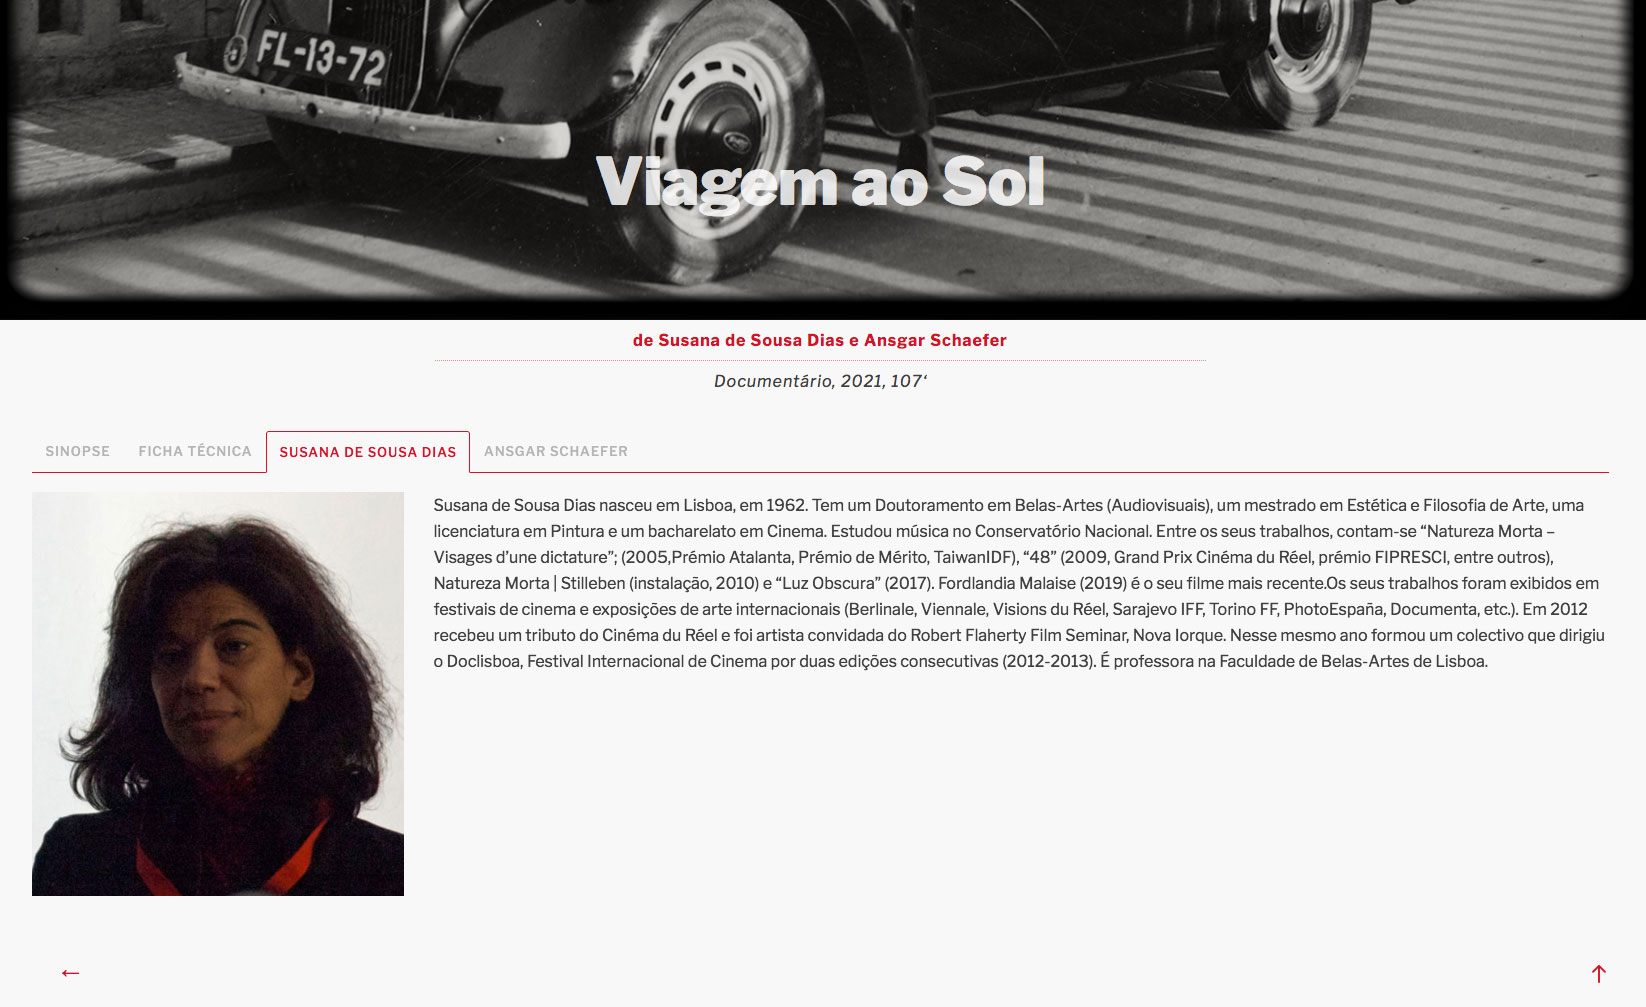 FL-13-72
Viagem ao Sol
de Susana de Sousa Dias e Ansgar Schaefer
Documentário, 2021, 107‘
SINOPSE FICHA TÉCNICA SUSANA DE SOUSA DIAS ANSGAR SCHAEFER
Susana de Sousa Dias nasceu em Lisboa, em 1962. Tem um Doutoramento em Belas-Artes (Audiovisuais), um mestrado em Estética e Filosofia de Arte, uma
licenciatura em Pintura e um bacharelato em Cinema. Estudou música no Conservatório Nacional. Entre os seus trabalhos, contam-se “Natureza Morta –
Visages d’une dictature”; (2005,Prémio Atalanta, Prémio de Mérito, TaiwanIDF), “48” (2009, Grand Prix Cinéma du Réel, prémio FIPRESCI, entre outros),
Natureza Morta | Stilleben (instalação, 2010) e “Luz Obscura” (2017). Fordlandia Malaise (2019) é o seu filme mais recente.Os seus trabalhos foram exibidos em
festivais de cinema e exposições de arte internacionais (Berlinale, Viennale, Visions du Réel, Sarajevo IFF, Torino FF, PhotoEspaña, Documenta, etc.). Em 2012
recebeu um tributo do Cinéma du Réel e foi artista convidada do Robert Flaherty Film Seminar, Nova Iorque. Nesse mesmo ano formou um colectivo que dirigiu
o Doclisboa, Festival Internacional de Cinema por duas edições consecutivas (2012-2013). É professora na Faculdade de Belas-Artes de Lisboa.